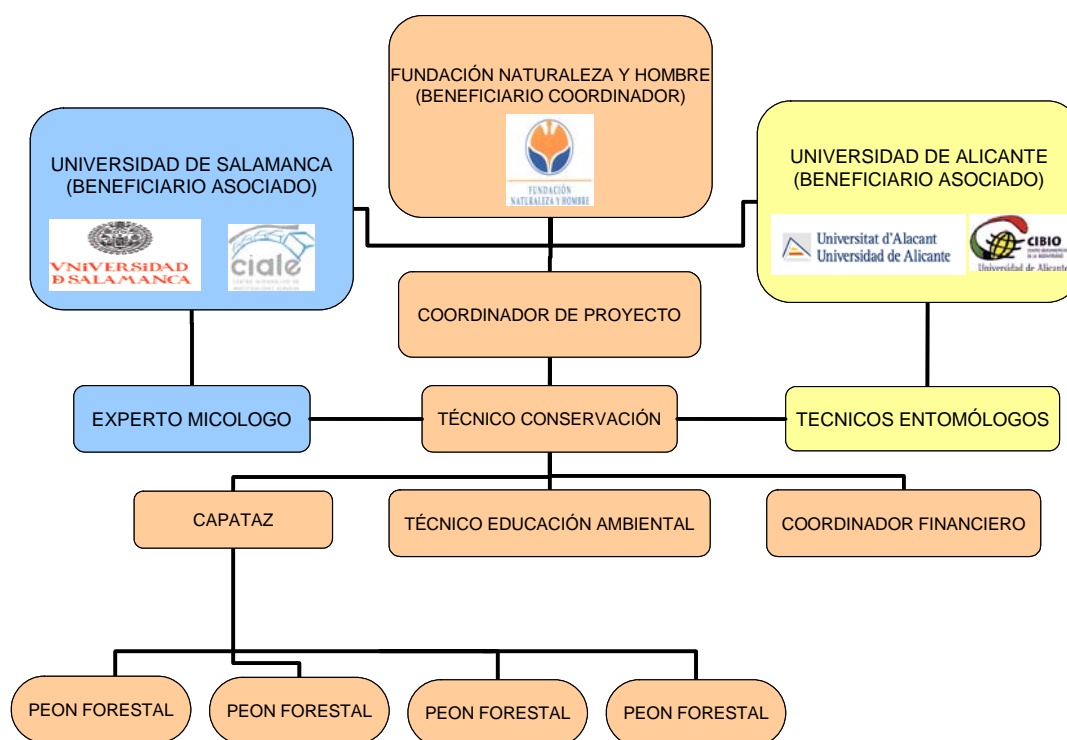 FUNDACIÓN NATURALEZA Y HOMBRE
(BENEFICIARIO COORDINADOR)
FUNDACIÓN
NATURALEZA Y HOMBRE
UNIVERSIDAD DE SALAMANCA
(BENEFICIARIO ASOCIADO)
VNiVERSiDAD
D SALAMANCA
ciale
UNIVERSIDAD DE ALICANTE
(BENEFICIARIO ASOCIADO)
Universitat d'Alacant
Universidad de Alicante
CIBIO
Universidad de Alicante
COORDINADOR DE PROYECTO
EXPERTO MICOLOGO
TÉCNICO CONSERVACIÓN
TECNICOS ENTOMÓLOGOS
CAPATAZ
TÉCNICO EDUCACIÓN AMBIENTAL
COORDINADOR FINANCIERO
PEON FORESTAL
PEON FORESTAL
PEON FORESTAL
PEON FORESTAL